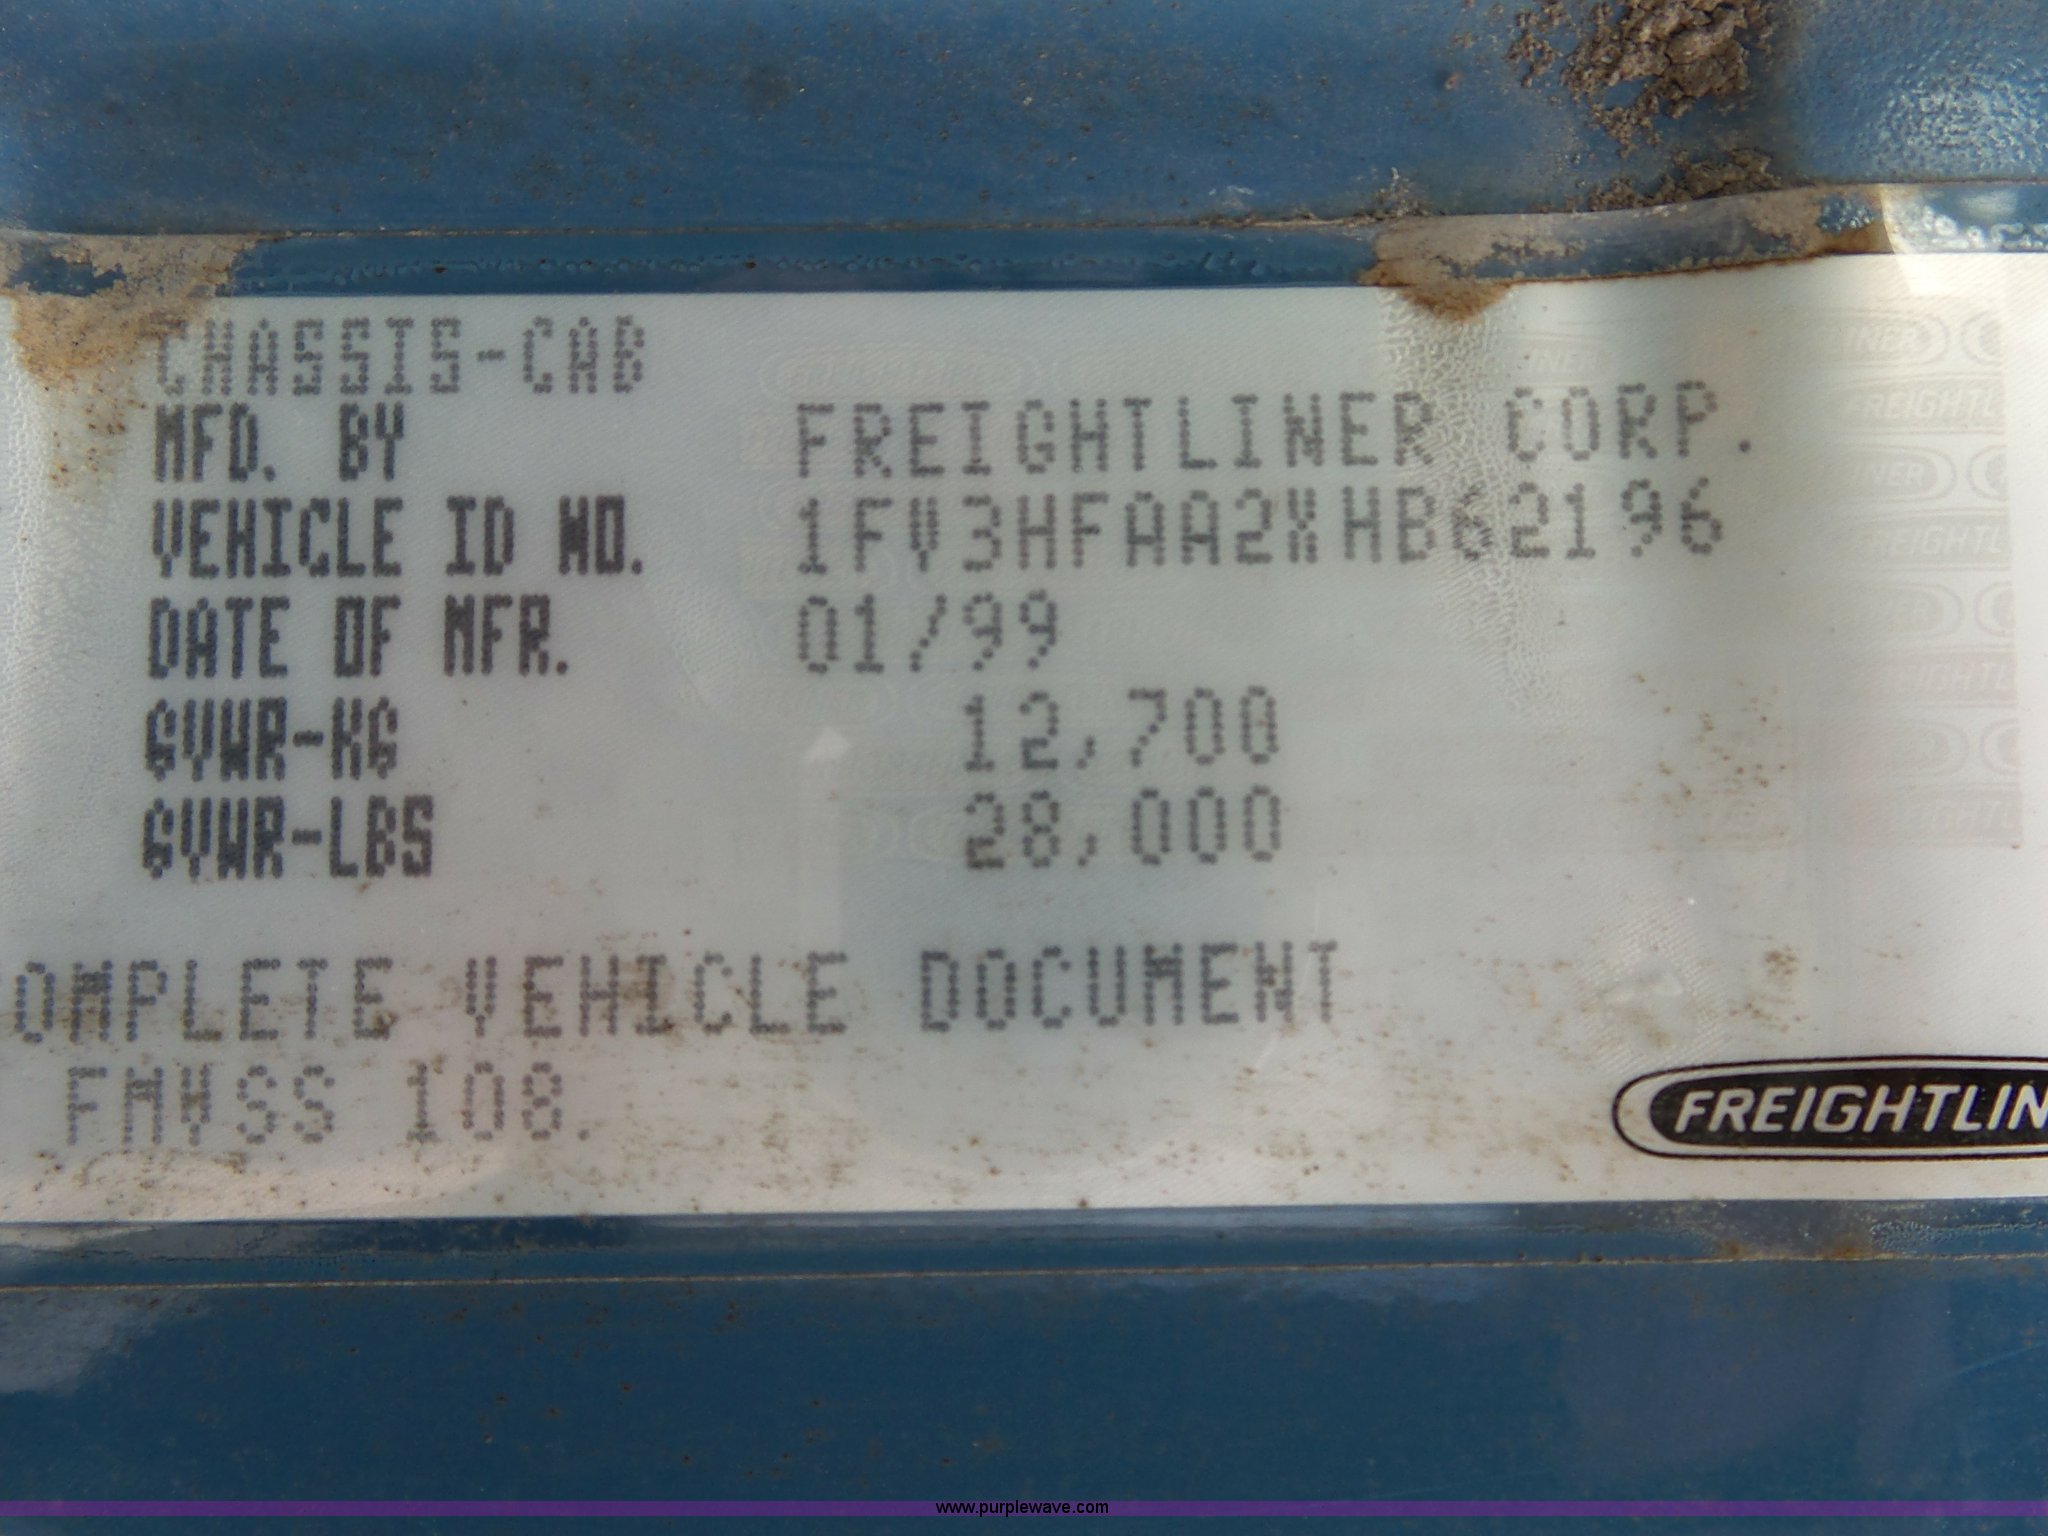 CHASSIS-CAB
MFD. BY FREIGHTLINER CORP.
VEHICLE ID NO. 1FV3HFAA2XHB62196
DATE OF MFR. 01/99
GVWR-KG 12,700
GVWR-LBS 28,000
OMPLETE VEHICLE DOCUMENT
FMVSS 108.
FREIGHTLIN
www.purplewave.com